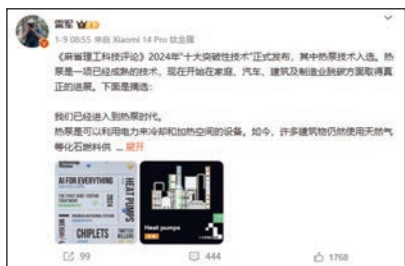 雷军
1-9 08:55 来自 Xiaomi 14 Pro 钛金属
《麻省理工科技评论》2024年“十大突破性技术”正式发布，其中热泵技术入选。热
泵是一项已经成熟的技术，现在开始在家庭、汽车、建筑及制造业脱碳方面取得真
正的进展。下面是摘选：
我们已经进入到热泵时代。
热泵是可以利用电力来冷却和加热空间的设备。如今，许多建筑物仍然使用天然气
等化石燃料供 ... 展开
AI FOR EVERYTHING
HEAT PUMPS
2024
CHIPLETS
TWITTER
KILLERS
Heat pumps
99
444
1768